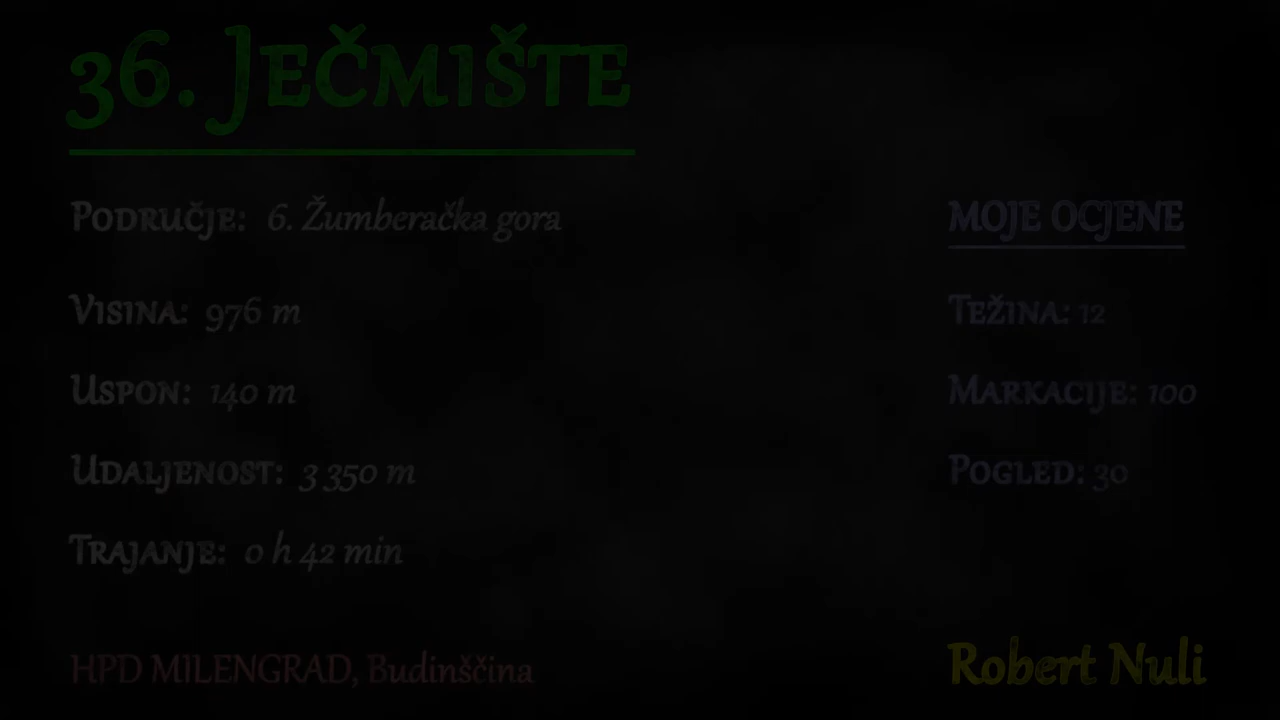 36. Ječmište
Područje: 6. Žumberačka gora
Visina: 976 m
Uspon: 140 m
Udaljenost: 3 350 m
Trajanje: 0 h 42 min
MOJE OCJENE
Težina: 12
Markacije: 100
Pogled: 30
HPD MILENGRAD, Budinščina
Robert Nuli